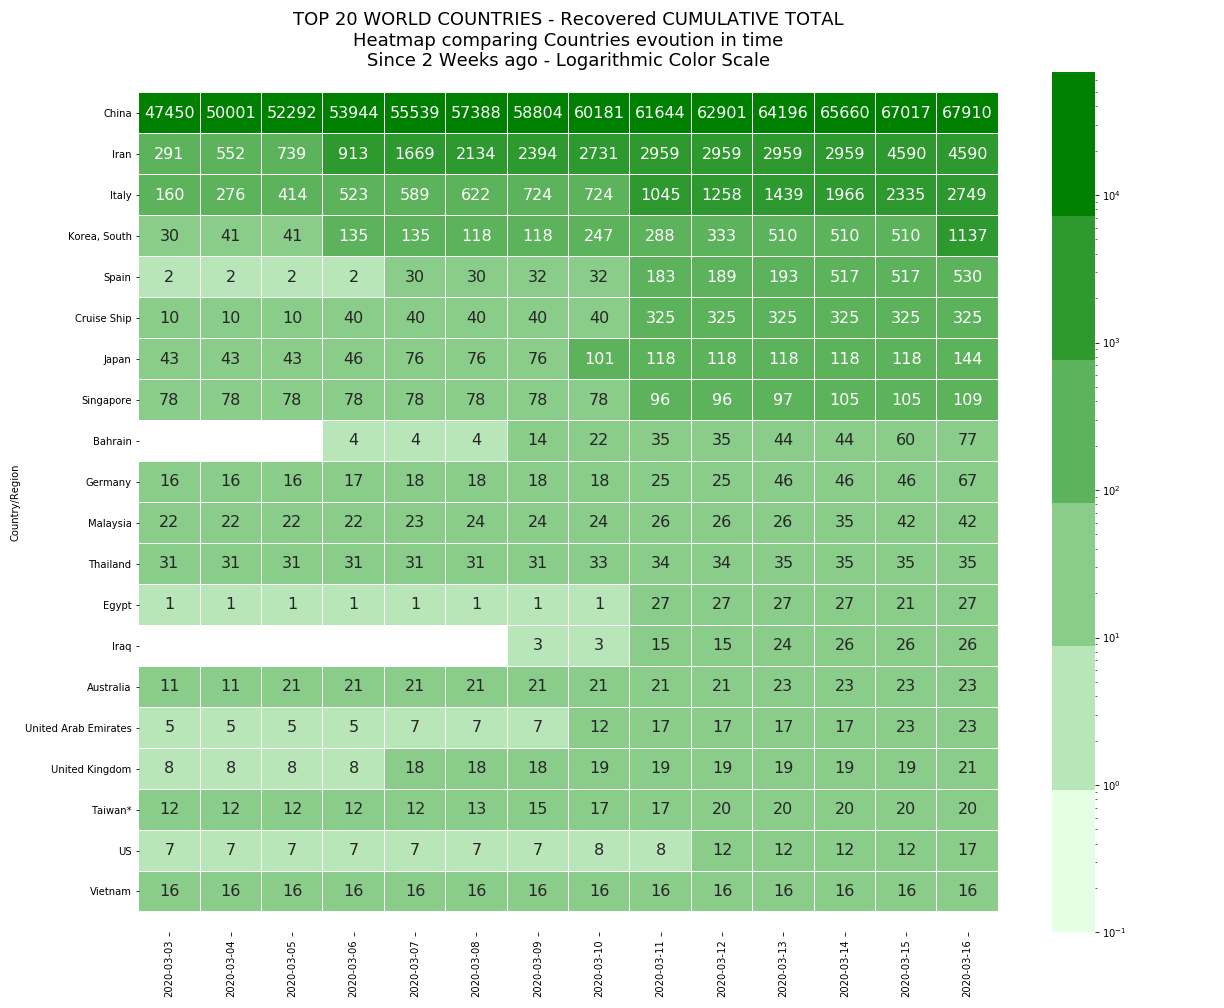 TOP 20 WORLD COUNTRIES - Recovered CUMULATIVE TOTAL
Heatmap comparing Countries evoution in time
Since 2 Weeks ago - Logarithmic Color Scale
Country/Region
China 47450 50001 52292 53944 55539 57388 58804 60181 61644 62901 64196 65660 67017 67910
Iran 291 552 739 913 1669 2134 2394 2731 2959 2959 2959 2959 4590 4590
Italy 160 276 414 523 589 622 724 724 1045 1258 1439 1966 2335 2749
Korea, South 30 41 41 135 135 118 118 247 288 333 510 510 510 1137
Spain 2 2 2 2 30 30 32 32 183 189 193 517 517 530
Cruise Ship 10 10 10 40 40 40 40 40 325 325 325 325 325 325
Japan 43 43 43 46 76 76 76 101 118 118 118 118 118 144
Singapore 78 78 78 78 78 78 78 78 96 96 97 105 105 109
Bahrain 4 4 4 14 22 35 35 44 44 60 77
Germany 16 16 16 17 18 18 18 18 25 25 46 46 46 67
Malaysia 22 22 22 22 23 24 24 24 26 26 26 35 42 42
Thailand 31 31 31 31 31 31 31 33 34 34 35 35 35 35
Egypt 1 1 1 1 1 1 1 1 27 27 27 27 21 27
Iraq 3 3 15 15 24 26 26 26
Australia 11 11 21 21 21 21 21 21 21 21 23 23 23 23
United Arab Emirates 5 5 5 5 7 7 7 12 17 17 17 17 23 23
United Kingdom 8 8 8 8 18 18 18 19 19 19 19 19 19 21
Taiwan* 12 12 12 12 12 13 15 17 17 20 20 20 20 20
US 7 7 7 7 7 7 7 8 8 12 12 12 12 17
Vietnam 16 16 16 16 16 16 16 16 16 16 16 16 16 16
2020-03-03 2020-03-04 2020-03-05 2020-03-06 2020-03-07 2020-03-08 2020-03-09 2020-03-10 2020-03-11 2020-03-12 2020-03-13 2020-03-14 2020-03-15 2020-03-16
10⁴
10³
10²
10¹
10⁰
10⁻¹